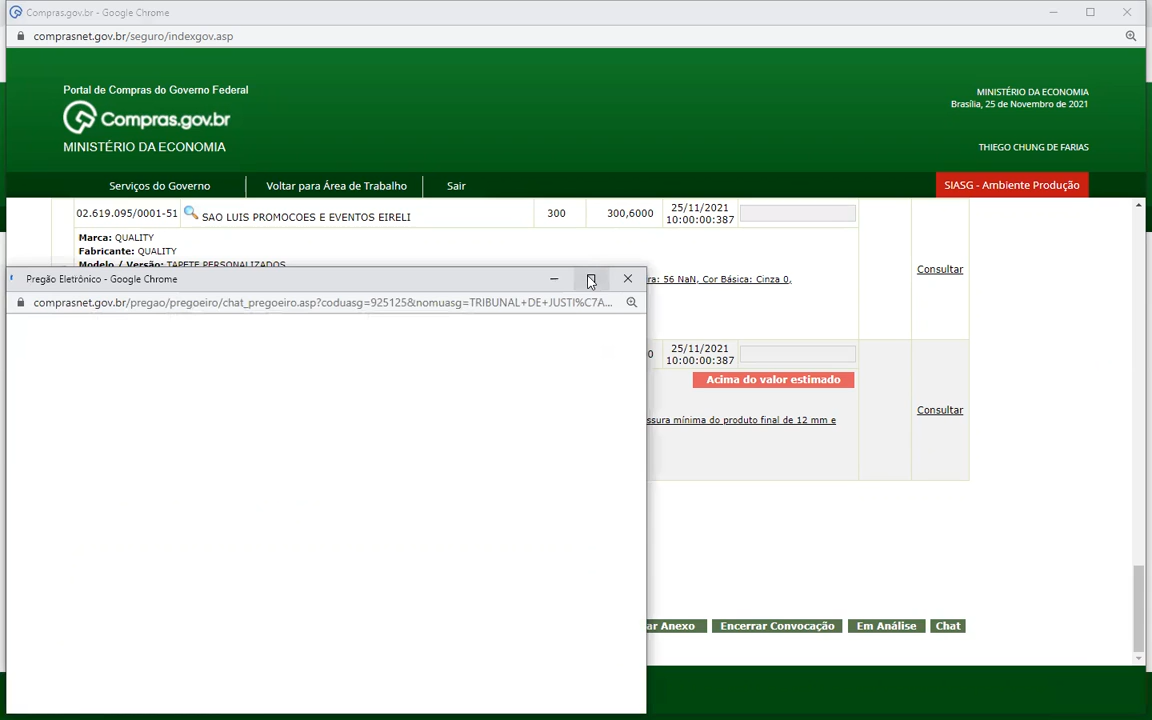 Compras.gov.br - Google Chrome
comprasnet.gov.br/seguro/indexgov.asp
Portal de Compras do Governo Federal
Compras.gov.br
MINISTÉRIO DA ECONOMIA
MINISTÉRIO DA ECONOMIA
Brasília, 25 de Novembro de 2021
THIEGO CHUNG DE FARIAS
Serviços do Governo
Voltar para Área de Trabalho
Sair
SIASG - Ambiente Produção
02.619.095/0001-51
SAO LUIS PROMOCOES E EVENTOS EIRELI
300
300,6000
25/11/2021
10:00:00:387
Marca: QUALITY
Fabricante: QUALITY
Modelo / Versão: TAPETE PERSONALIZADOS
ra: 56 NaN, Cor Básica: Cinza 0,
Consultar
Pregão Eletrônico - Google Chrome
comprasnet.gov.br/pregao/pregoeiro/chat_pregoeiro.asp?coduasg=925125&nomuasg=TRIBUNAL+DE+JUSTI%C7A...
0
25/11/2021
10:00:00:387
Acima do valor estimado
ssura mínima do produto final de 12 mm e
Consultar
ar Anexo
Encerrar Convocação
Em Análise
Chat